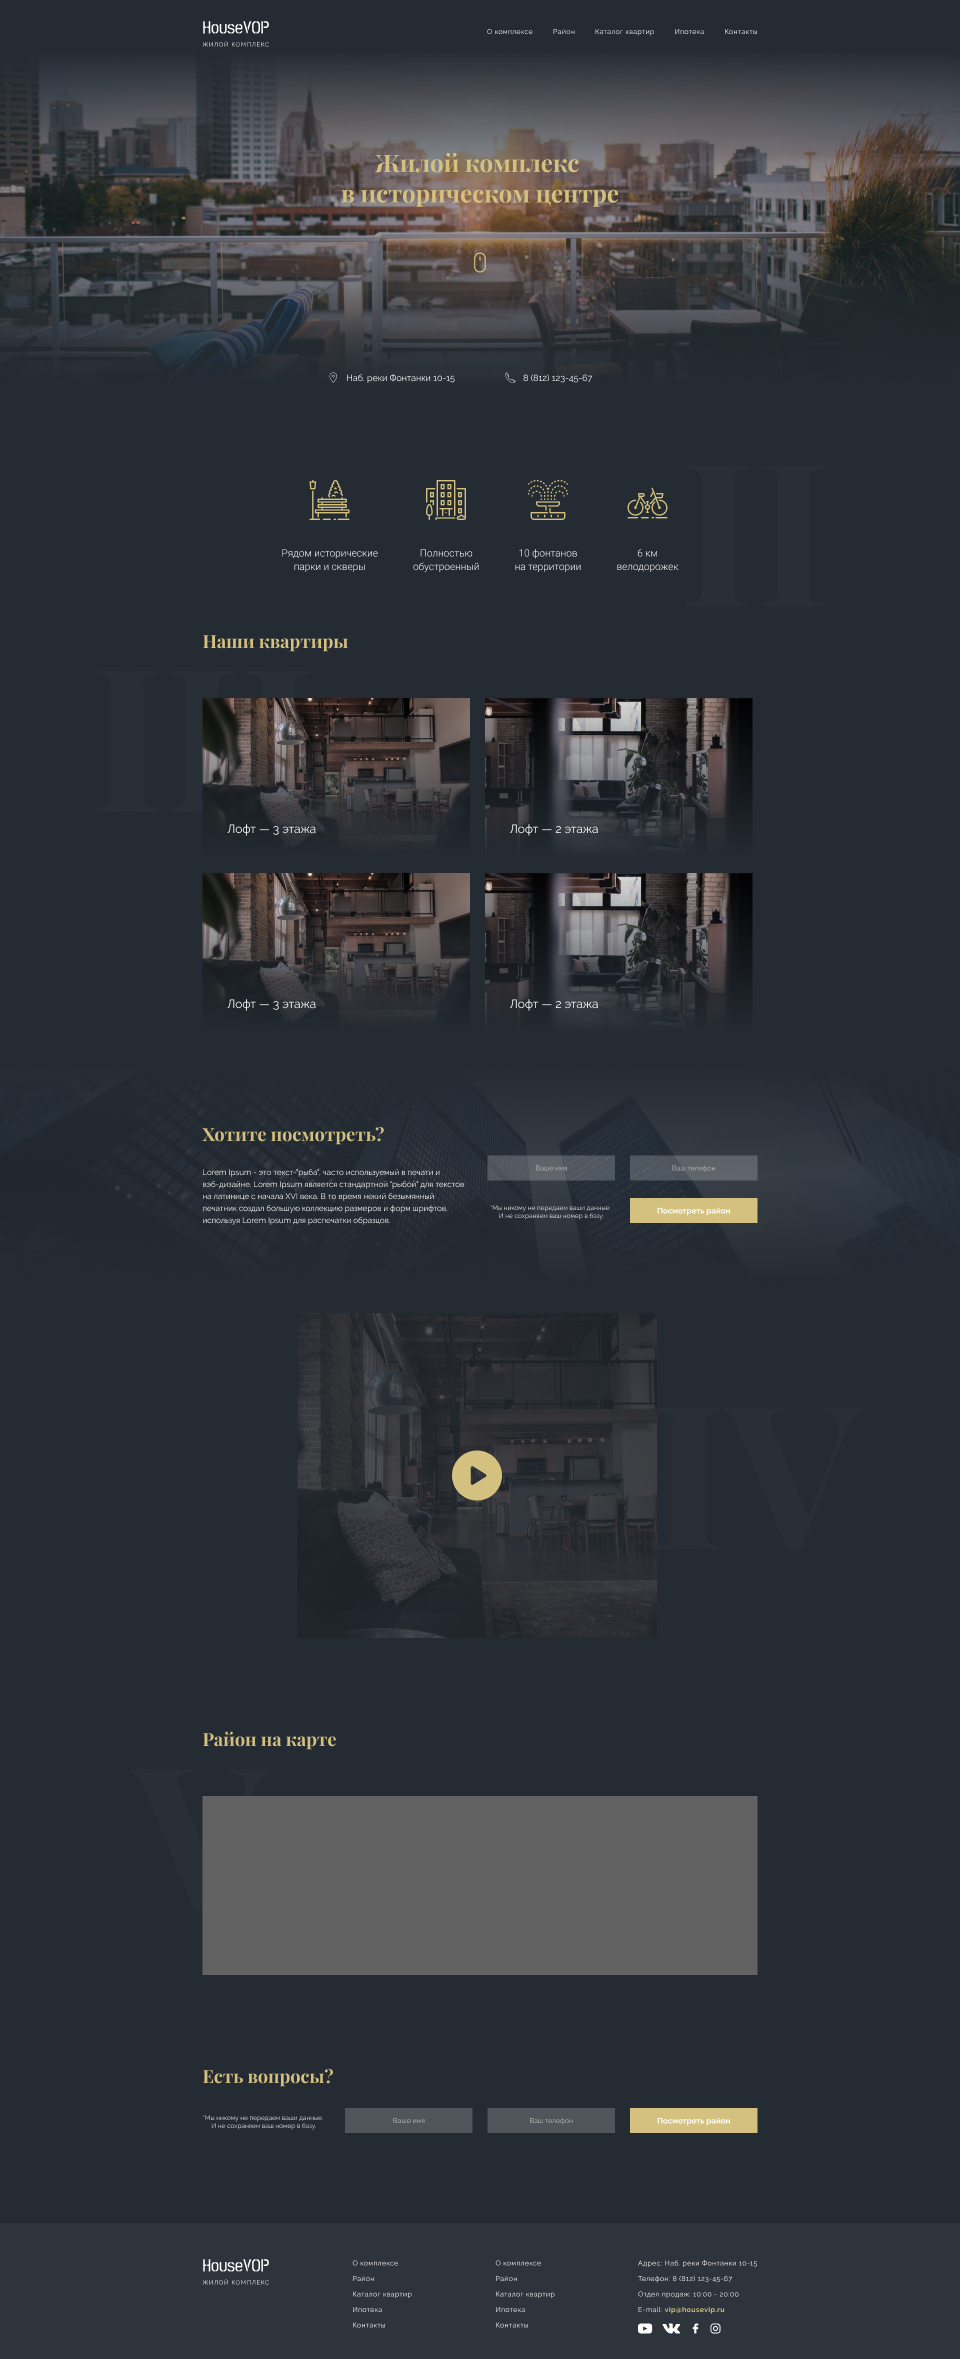 HouseVOP
ЖИЛОЙ КОМПЛЕКС
О комплексе
Район
Каталог квартир
Ипотека
Контакты
Жилой комплекс
в историческом центре
Наб. реки Фонтанки 10-15
8 (812) 123-45-67
II
Рядом исторические
парки и скверы
Полностью
обустроенный
10 фонтанов
на территории
6 км
велодорожек
Наши квартиры
III
Лофт — 3 этажа
Лофт — 2 этажа
Лофт — 3 этажа
Лофт — 2 этажа
Хотите посмотреть?
Lorem Ipsum - это текст-"рыба", часто используемый в печати и
вэб-дизайне. Lorem Ipsum является стандартной "рыбой" для текстов
на латинице с начала XVI века. В то время некий безымянный
печатник создал большую коллекцию размеров и форм шрифтов,
используя Lorem Ipsum для распечатки образцов.
Ваше имя
Ваш телефон
*Мы никому не передаем ваши данные.
И не сохраняем ваш номер в базу.
Посмотреть район
IV
Район на карте
V
Есть вопросы?
*Мы никому не передаем ваши данные.
И не сохраняем ваш номер в базу.
Ваше имя
Ваш телефон
Посмотреть район
HouseVOP
ЖИЛОЙ КОМПЛЕКС
О комплексе
Район
Каталог квартир
Ипотека
Контакты
О комплексе
Район
Каталог квартир
Ипотека
Контакты
Адрес: Наб. реки Фонтанки 10-15
Телефон: 8 (812) 123-45-67
Отдел продаж: 10:00 - 20:00
E-mail: vip@housevip.ru